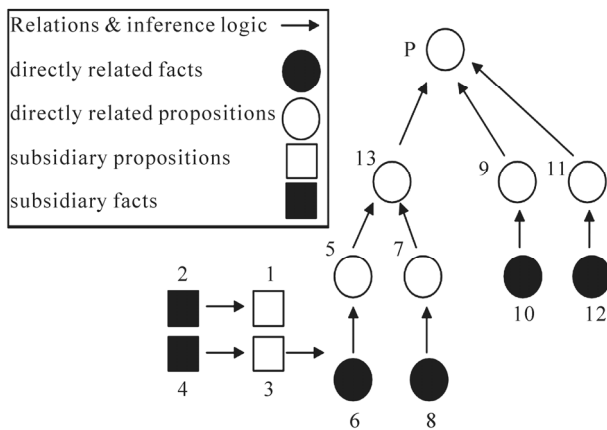 Relations & inference logic
directly related facts
directly related propositions
subsidiary propositions
subsidiary facts
P
13
9
11
5
7
2
1
10
12
4
3
6
8